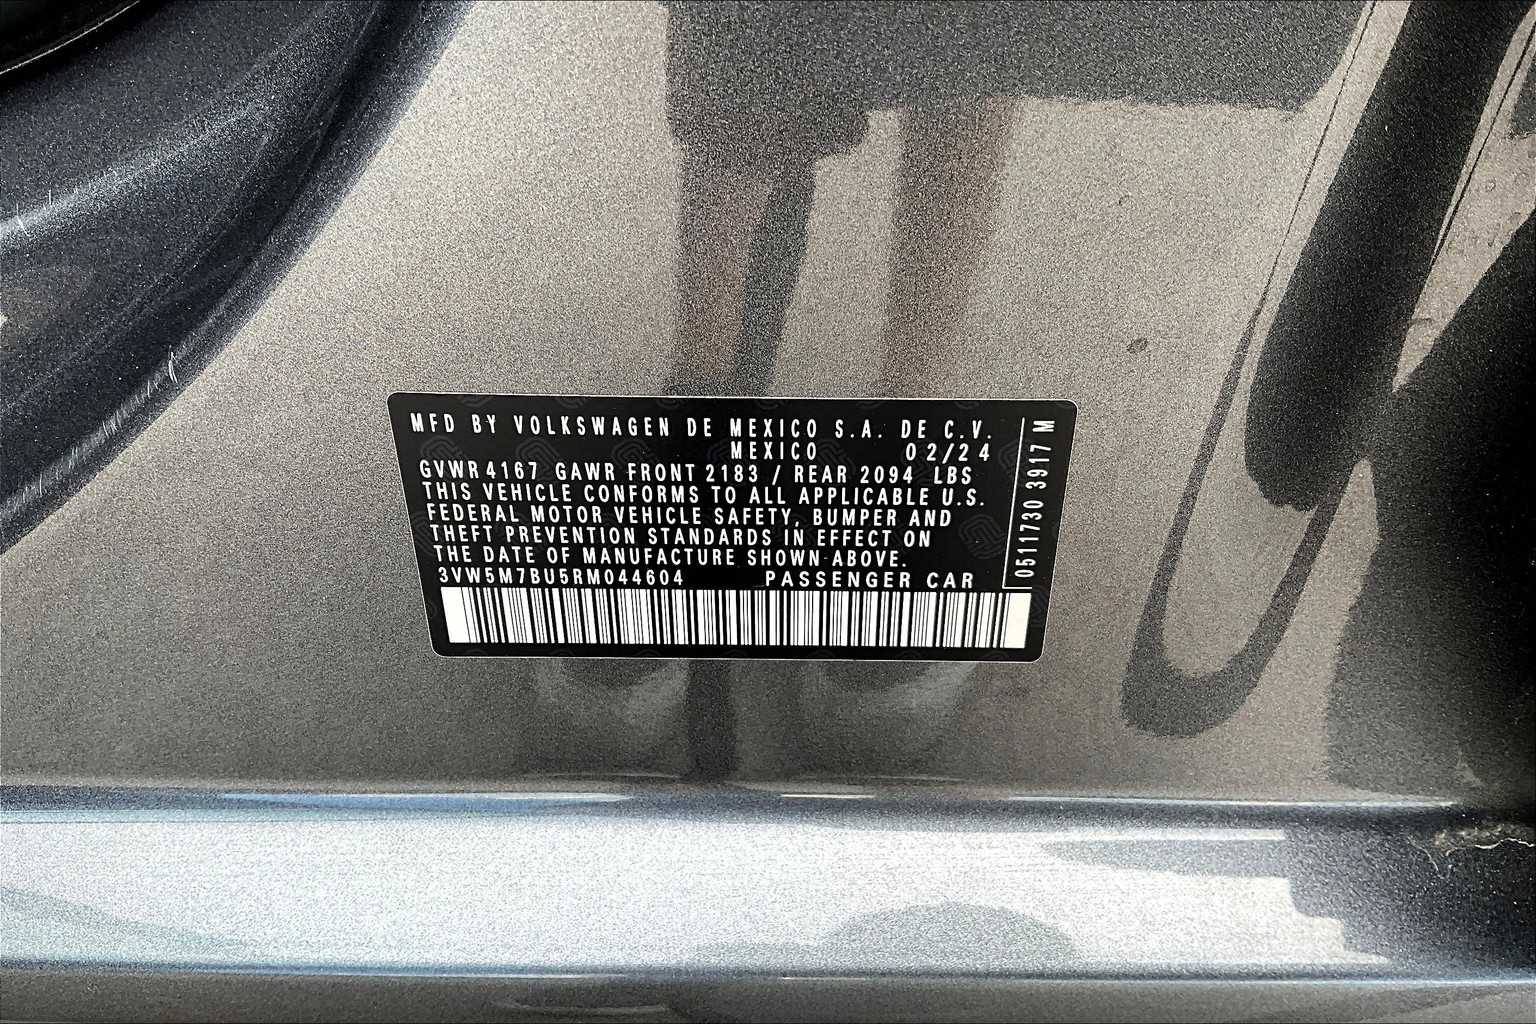 MFD BY VOLKSWAGEN DE MEXICO S.A. DE C.V.
MEXICO 02/24
GVWR 4167 GAWR FRONT 2183 / REAR 2094 LBS
THIS VEHICLE CONFORMS TO ALL APPLICABLE U.S.
FEDERAL MOTOR VEHICLE SAFETY, BUMPER AND
THEFT PREVENTION STANDARDS IN EFFECT ON
THE DATE OF MANUFACTURE SHOWN ABOVE.
3VW5M7BU5RM044604 PASSENGER CAR
0511730 3917 M